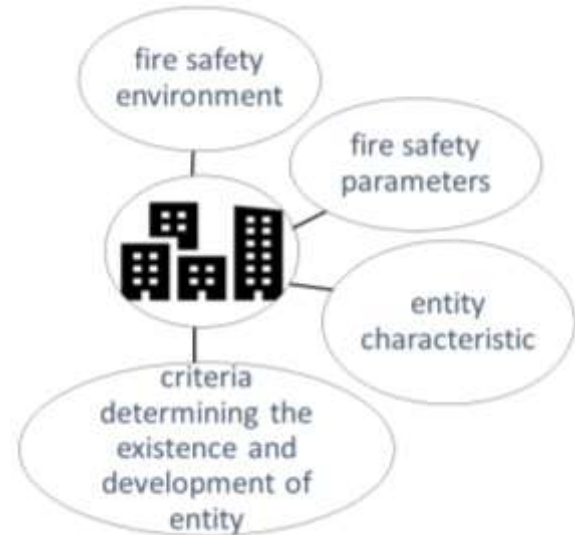 fire safety
environment
fire safety
parameters
entity
characteristic
criteria
determining the
existence and
development of
entity